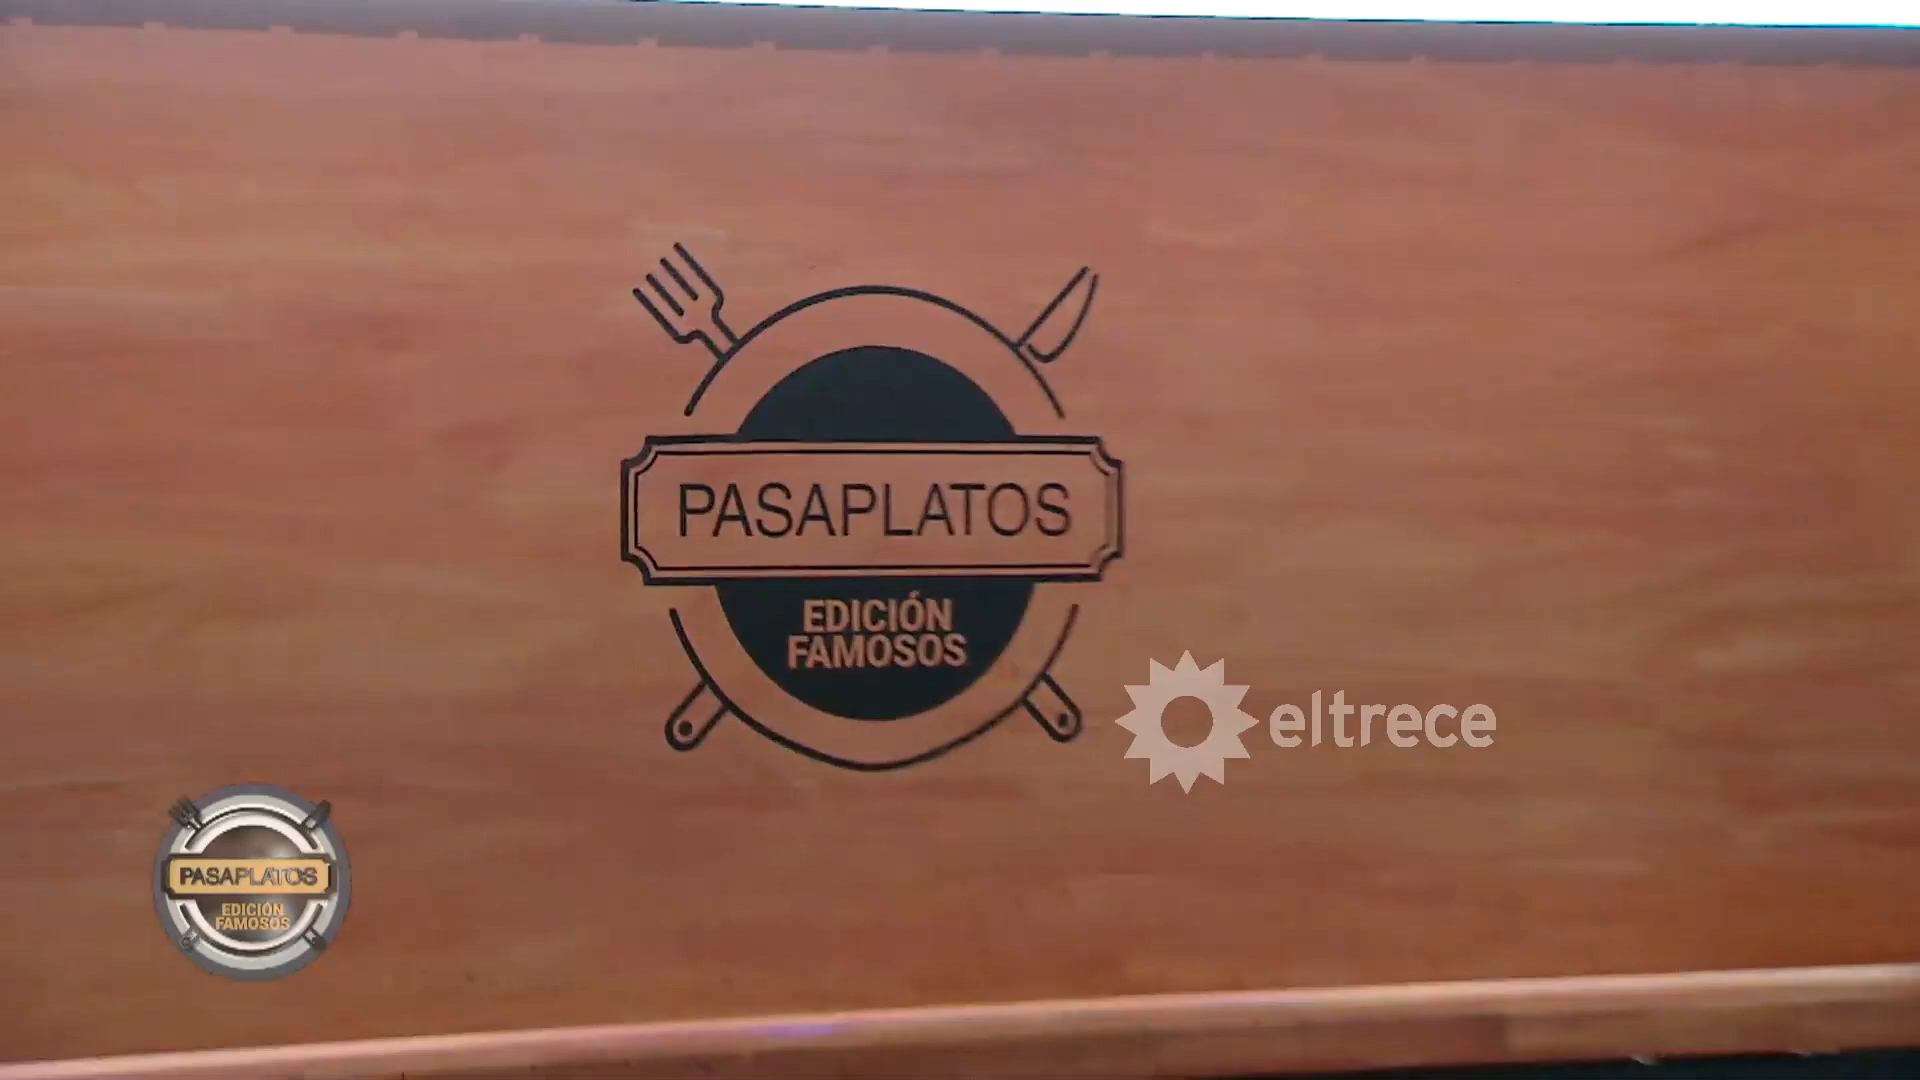 PASAPLATOS
EDICIÓN
FAMOSOS
eltrece
PASAPLATOS
EDICIÓN
FAMOSOS